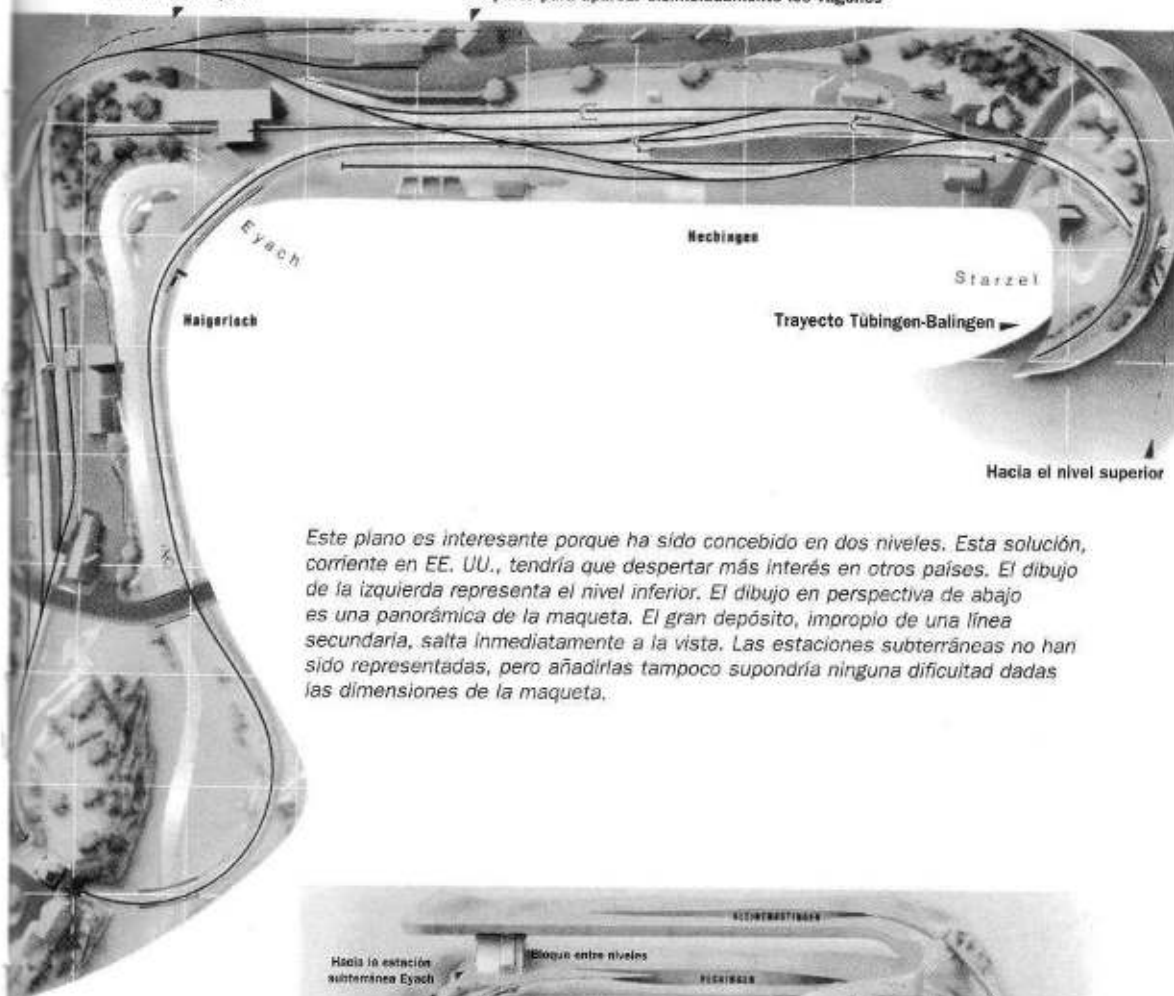 para aparcar disimuladamente los vagones
Eyach
Hechingen
Starzel
Haigerloch
Trayecto Tübingen-Balingen
Hacia el nivel superior
Este plano es interesante porque ha sido concebido en dos niveles. Esta solución,
corriente en EE. UU., tendría que despertar más interés en otros países. El dibujo
de la izquierda representa el nivel inferior. El dibujo en perspectiva de abajo
es una panorámica de la maqueta. El gran depósito, impropio de una línea
secundaria, salta inmediatamente a la vista. Las estaciones subterráneas no han
sido representadas, pero añadirlas tampoco supondría ninguna dificultad dadas
las dimensiones de la maqueta.
Hacia la estación
subterránea Eyach
Bloque entre niveles
HECHINGEN